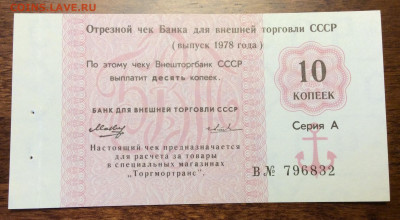 COINSS.LAVE.RU
Отрезной чек Банка для внешней торговли СССР
(выпуск 1978 года)
По этому чеку Внешторгбанк СССР
выплатит десять копеек.
10
КОПЕЕК
БАНК ДЛЯ ВНЕШНЕЙ ТОРГОВЛИ СССР
Серия А
Настоящий чек предназначается
для расчета за товары
в специальных магазинах
"Торгмортранс".
В № 796832